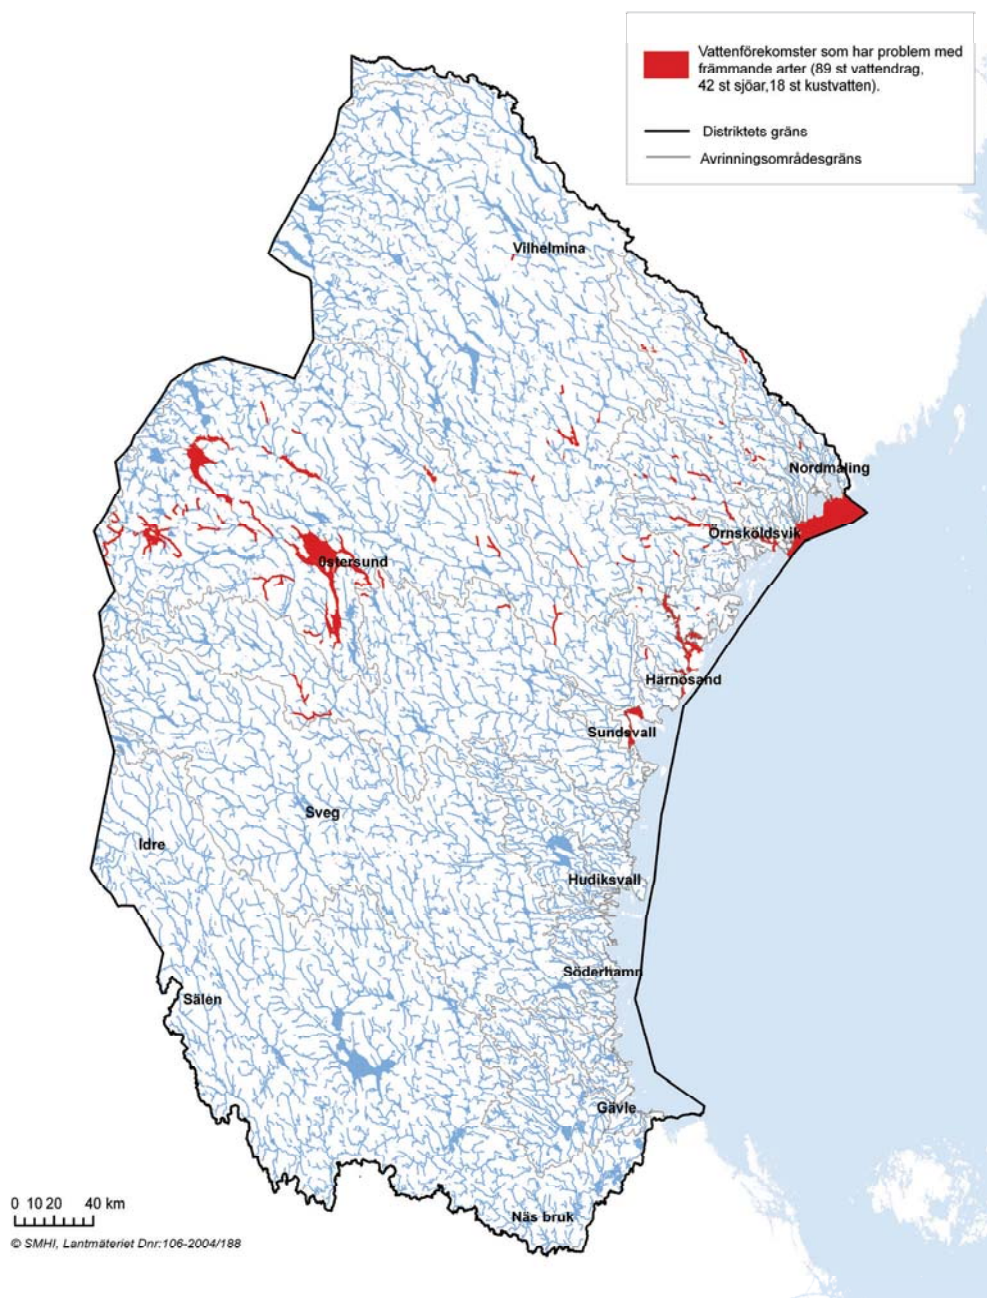 Vattenförekomster som har problem med
främmande arter (89 st vattendrag,
42 st sjöar,18 st kustvatten).
Distriktets gräns
Avrinningsområdesgräns
Vilhelmina
Nordmaling
Örnsköldsvik
Östersund
Härnösand
Sundsvall
Sveg
Idre
Hudiksvall
Söderhamn
Sälen
Gävle
Näs bruk
0 10 20 40 km
© SMHI, Lantmäteriet Dnr:106-2004/188